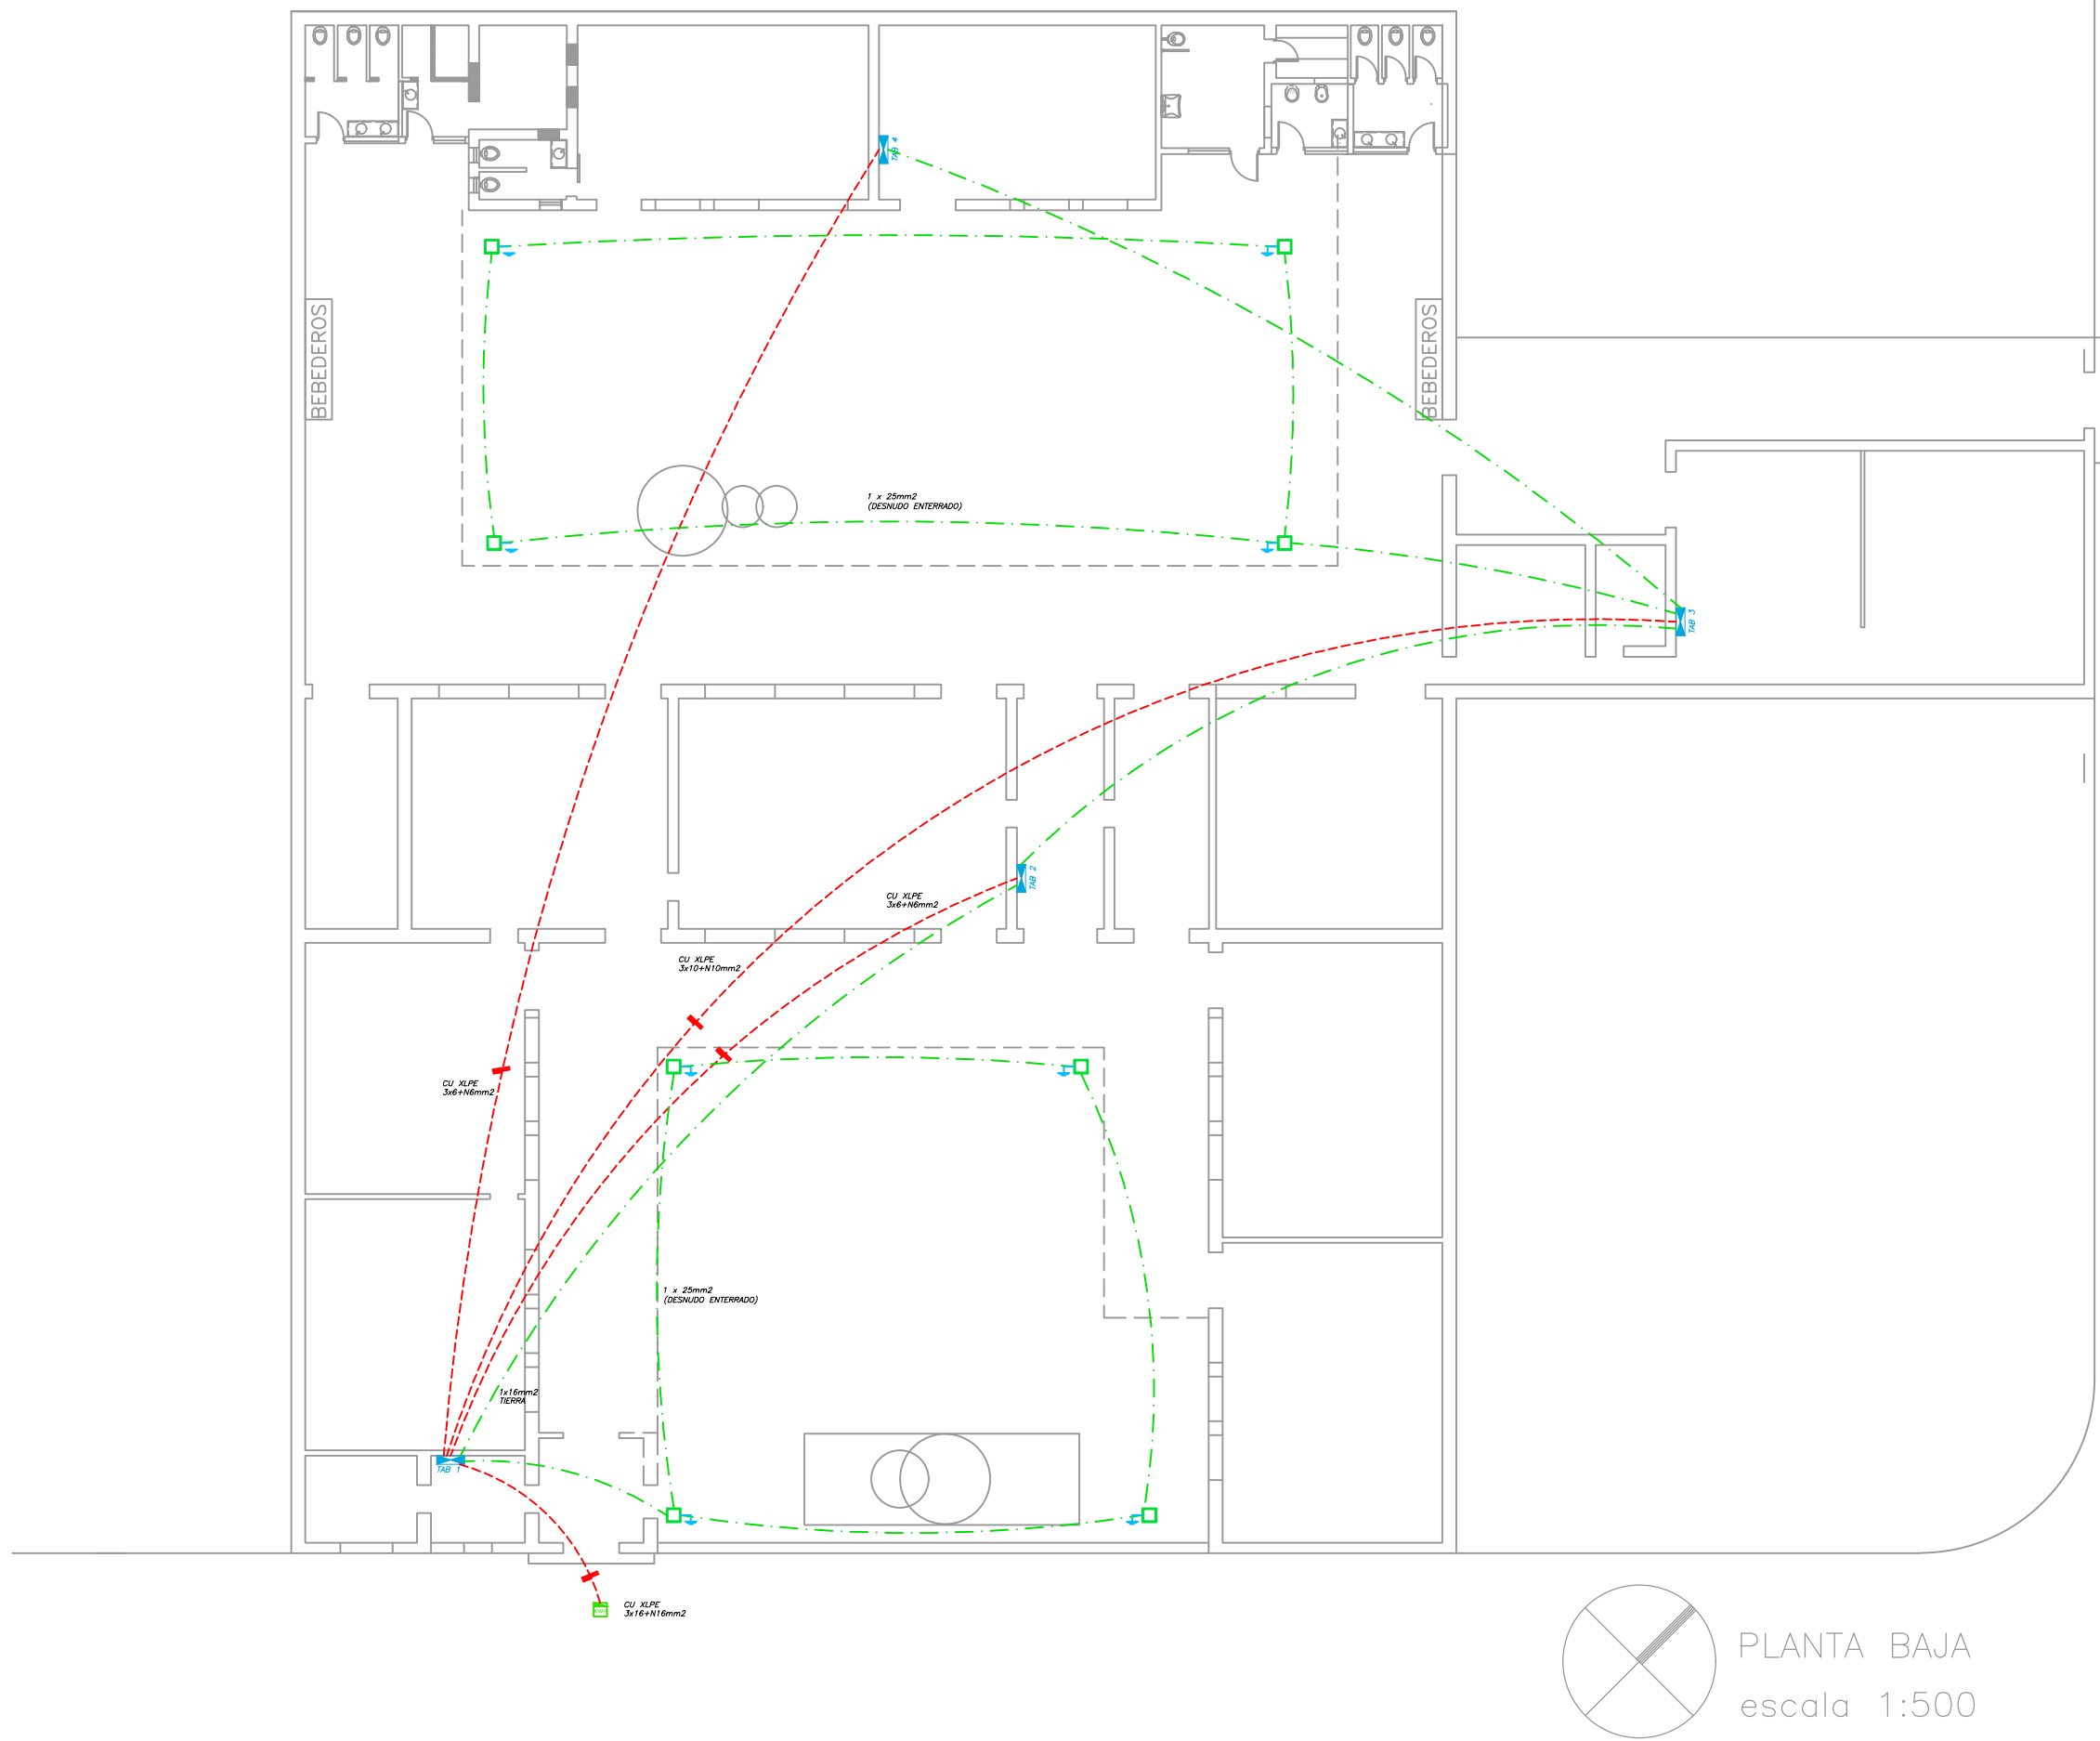 TAB 4
BEBEDEROS
BEBEDEROS
1 x 25mm2
(DESNUDO ENTERRADO)
TAB 3
TAB 2
CU XLPE
3x6+N6mm2
CU XLPE
3x10+N10mm2
CU XLPE
3x6+N6mm2
1 x 25mm2
(DESNUDO ENTERRADO)
1x16mm2
TIERRA
TAB 1
CU XLPE
3x16+N16mm2
PLANTA BAJA
escala 1:500